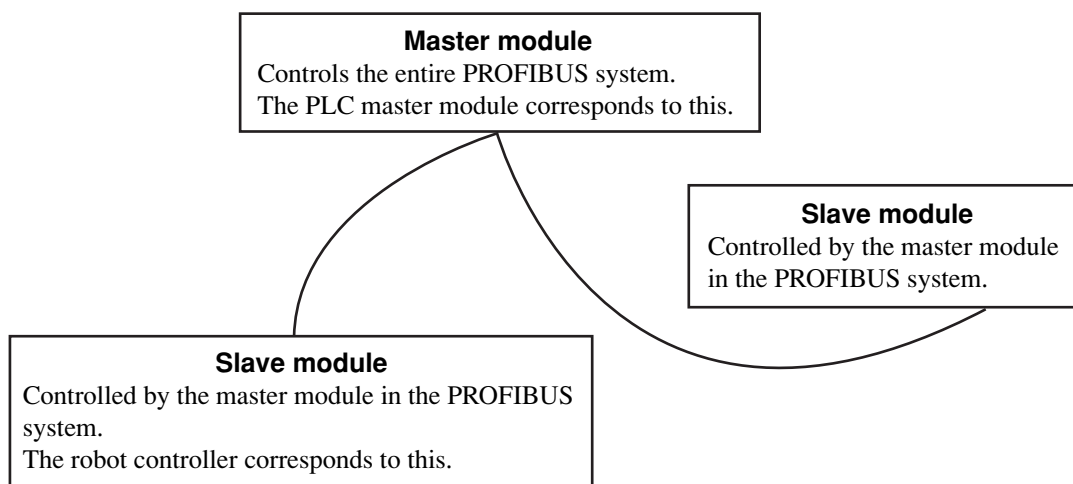 Master module
Controls the entire PROFIBUS system.
The PLC master module corresponds to this.
Slave module
Controlled by the master module
in the PROFIBUS system.
Slave module
Controlled by the master module in the PROFIBUS
system.
The robot controller corresponds to this.